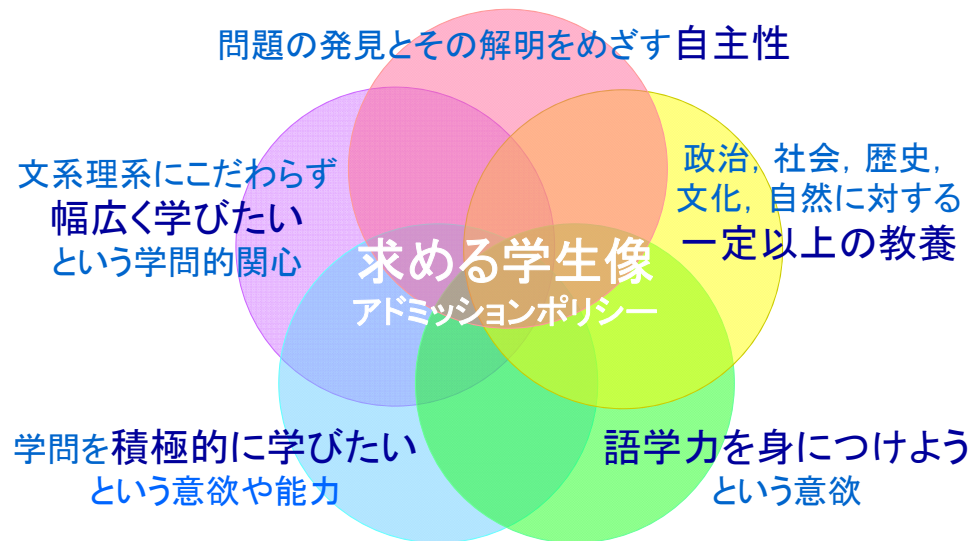 問題の発見とその解明をめざす自主性
文系理系にこだわらず
幅広く学びたい
という学問的関心
政治，社会，歴史，
文化，自然に対する
一定以上の教養
求める学生像
アドミッションポリシー
学問を積極的に学びたい
という意欲や能力
語学力を身につけよう
という意欲